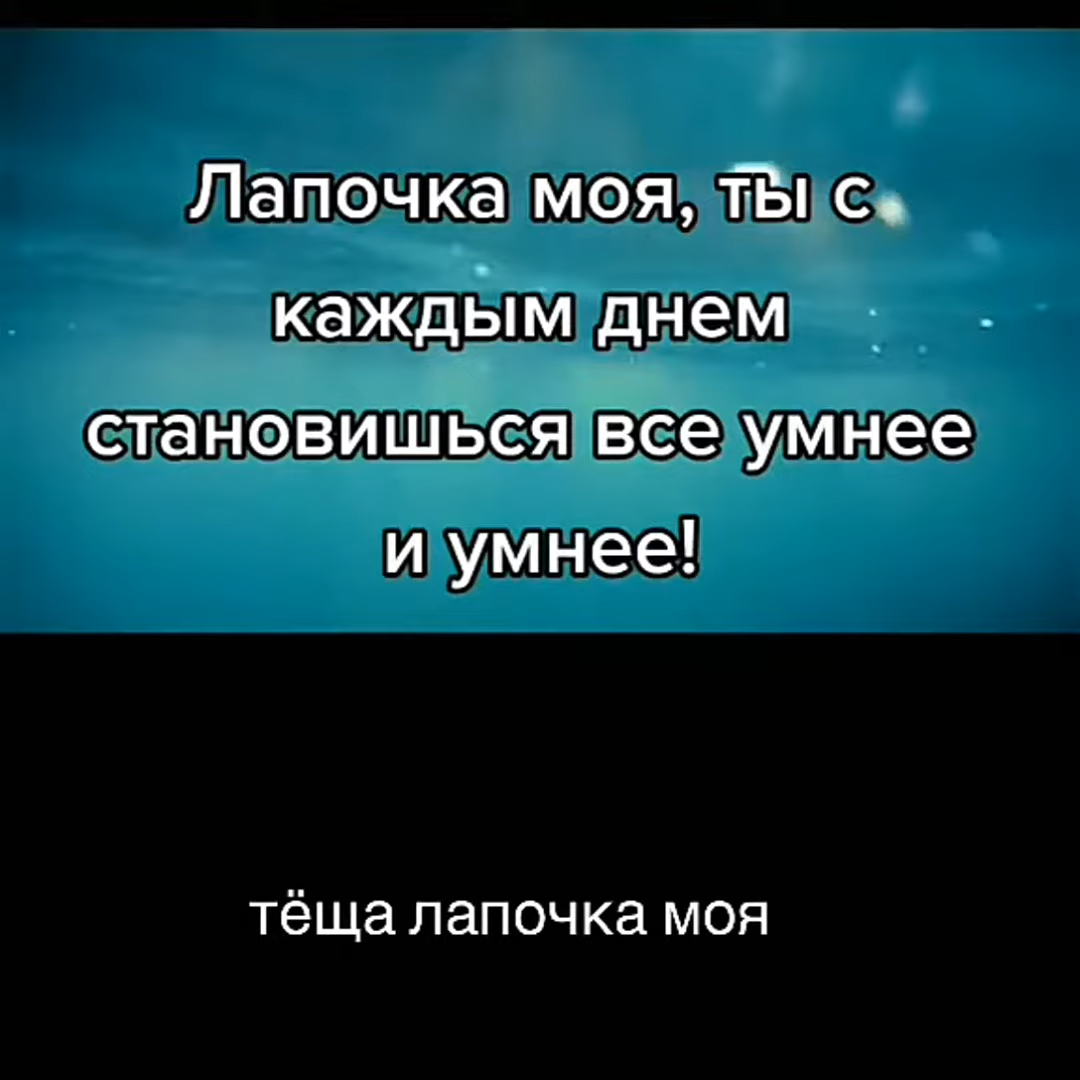 Лапочка моя, ты с
каждым днем
становишься все умнее
и умнее!
тёща лапочка моя